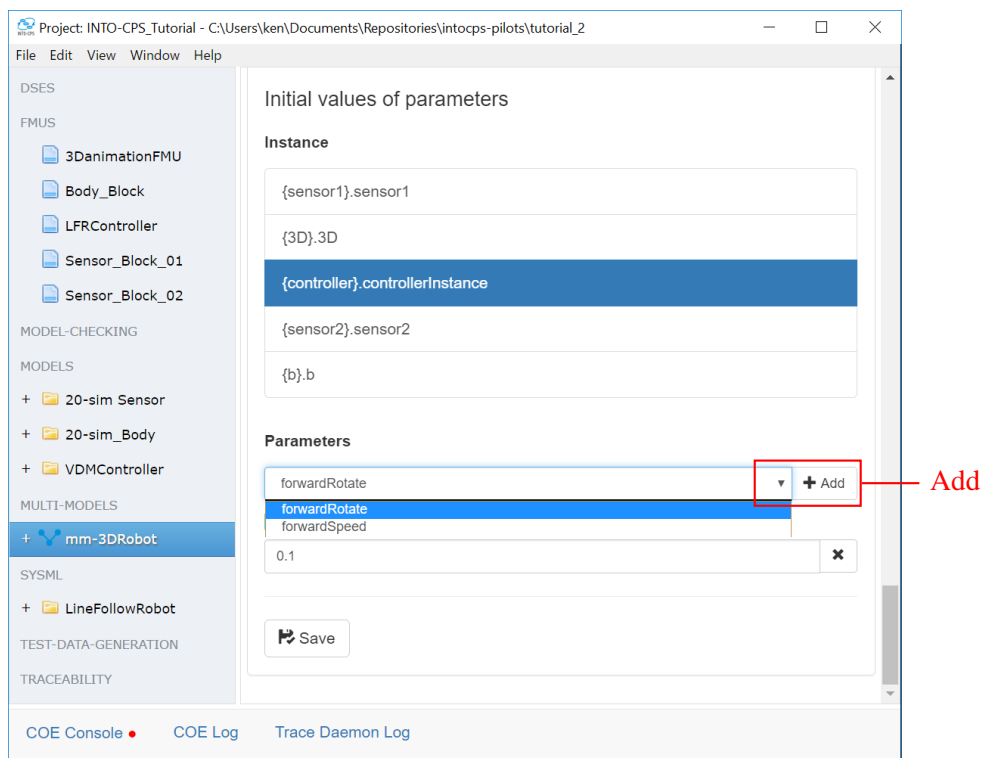 Project: INTO-CPS_Tutorial - C:\Users\ken\Documents\Repositories\intocps-pilots\tutorial_2
File Edit View Window Help
DSES
FMUS
3DanimationFMU
Body_Block
LFRController
Sensor_Block_01
Sensor_Block_02
MODEL-CHECKING
MODELS
+ 20-sim Sensor
+ 20-sim_Body
+ VDMController
MULTI-MODELS
+ mm-3DRobot
SYSML
+ LineFollowRobot
TEST-DATA-GENERATION
TRACEABILITY
Initial values of parameters
Instance
{sensor1}.sensor1
{3D}.3D
{controller}.controllerInstance
{sensor2}.sensor2
{b}.b
Parameters
forwardRotate
+ Add
Add
forwardRotate
forwardSpeed
0.1
Save
COE Console COE Log Trace Daemon Log